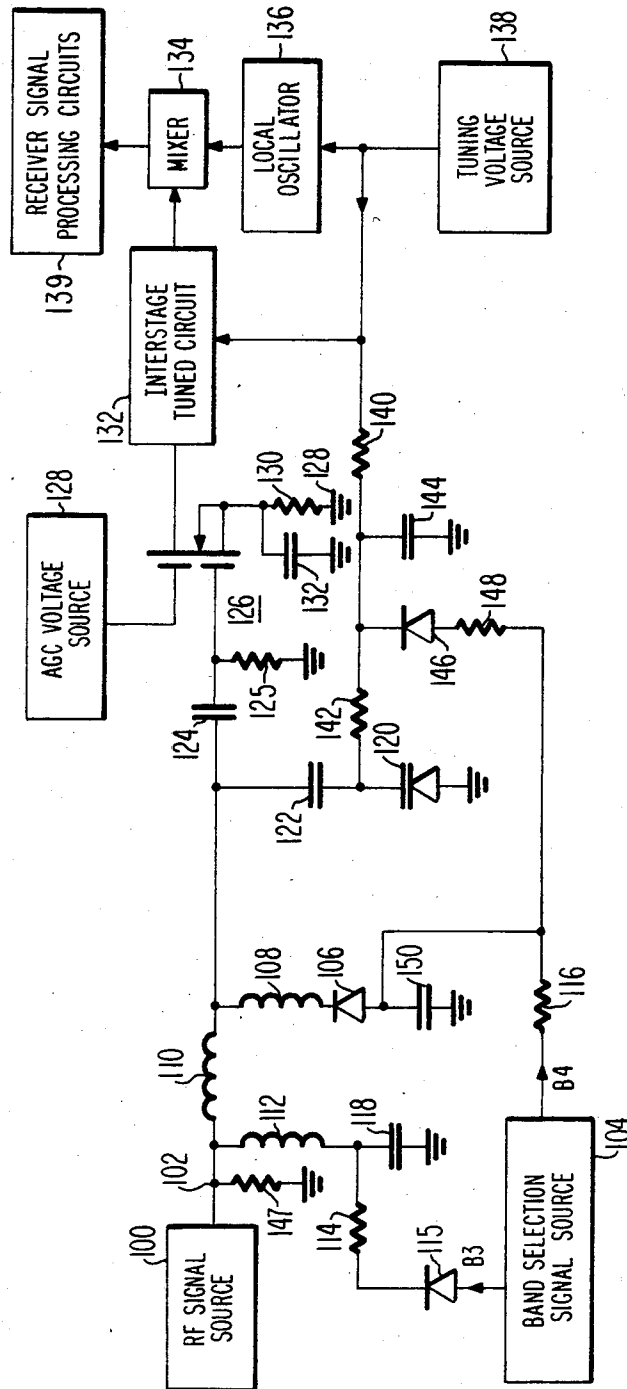 100
RF SIGNAL
SOURCE
102
147
112
110
114
118
115
B3
BAND SELECTION
SIGNAL SOURCE
104
B4
116
108
106
150
124
122
142
120
125
126
146
148
144
140
AGC VOLTAGE
SOURCE
128
130
128
132
132
INTERSTAGE
TUNED CIRCUIT
139
RECEIVER SIGNAL
PROCESSING CIRCUITS
MIXER
134
LOCAL
OSCILLATOR
136
TUNING
VOLTAGE
SOURCE
138